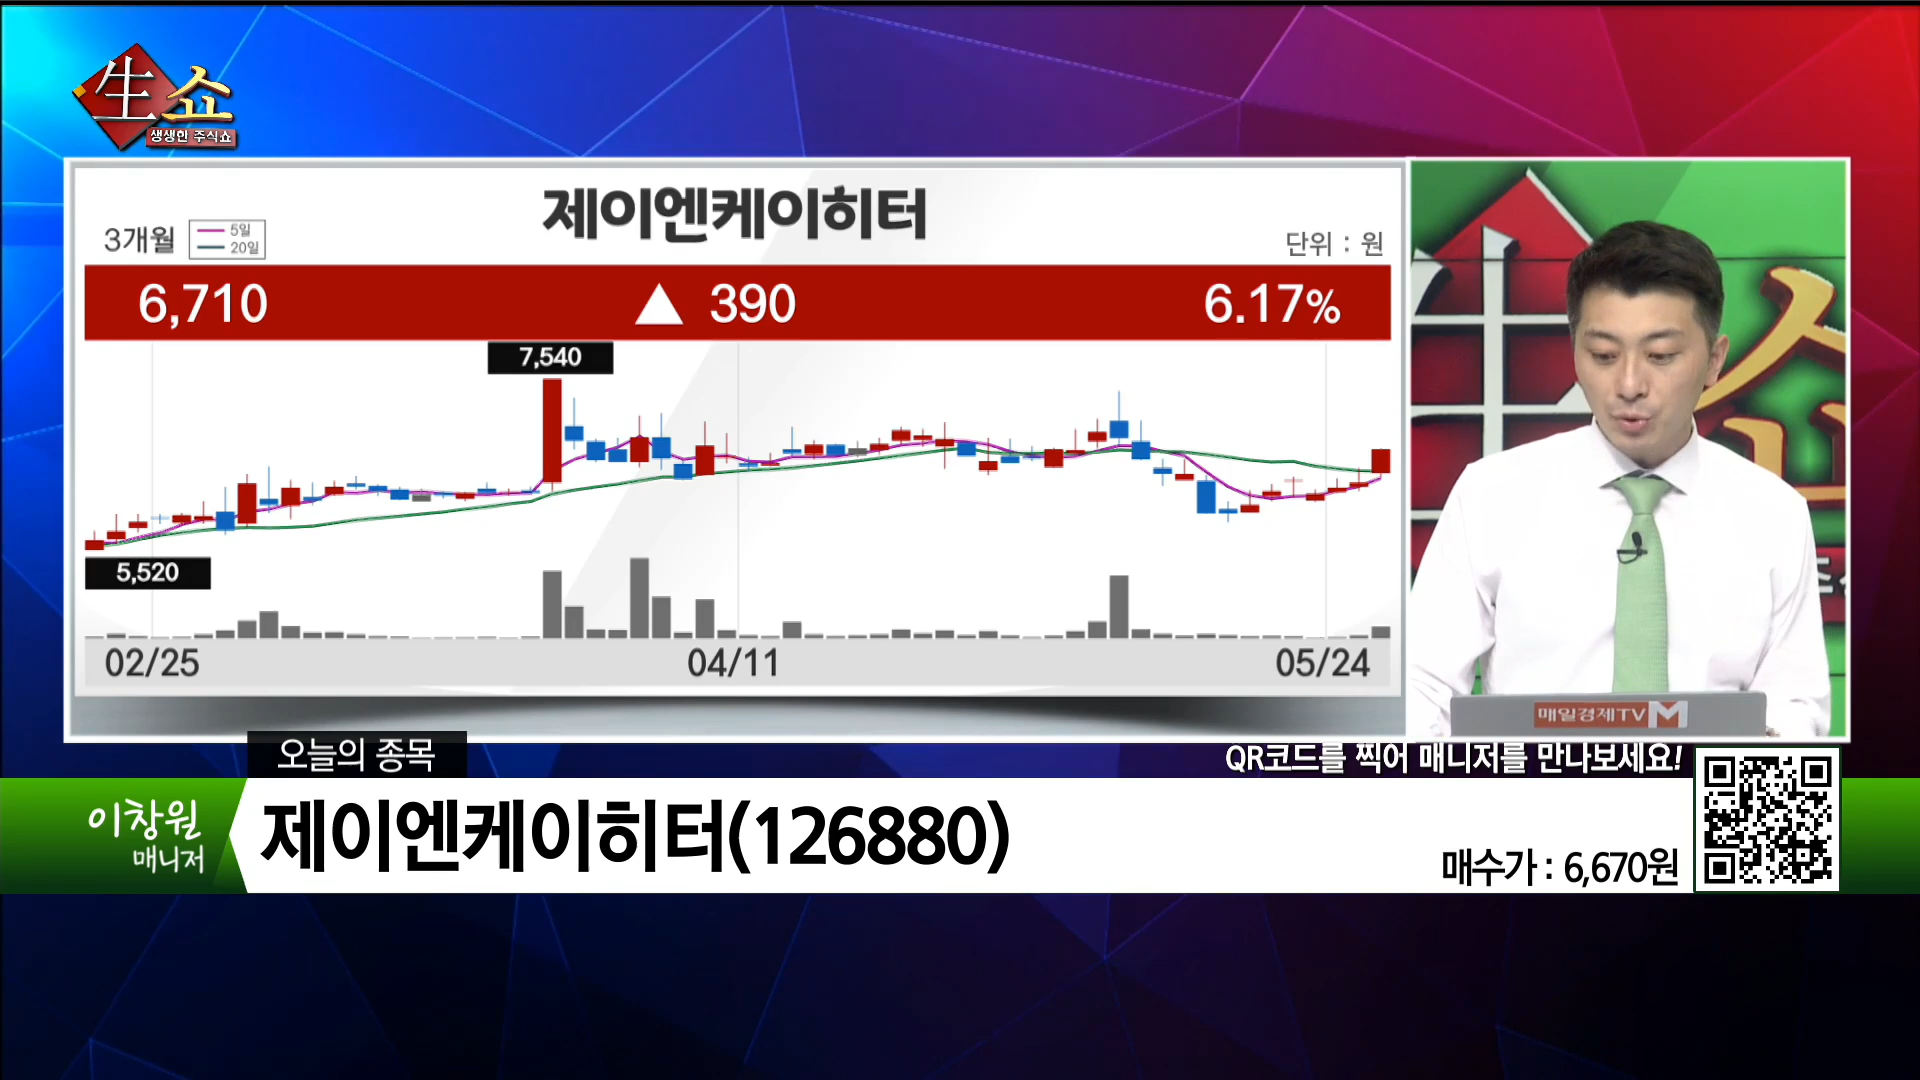 生쇼
생생한 주식쇼
제이엔케이히터
3개월
5일
20일
단위 : 원
6,710 ▲ 390 6.17%
7,540
5,520
02/25 04/11 05/24
매일경제TV M
오늘의 종목
QR코드를 찍어 매니저를 만나보세요!
이창원
매니저
제이엔케이히터(126880)
매수가 : 6,670원